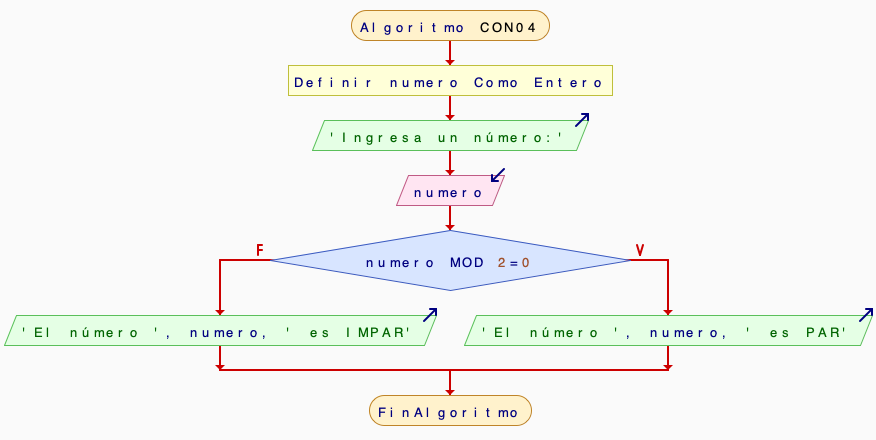 Algoritmo CON04
Definir numero Como Entero
'Ingresa un número:'
numero
F
V
numero MOD 2=0
'El número ', numero, ' es IMPAR'
'El número ', numero, ' es PAR'
FinAlgoritmo